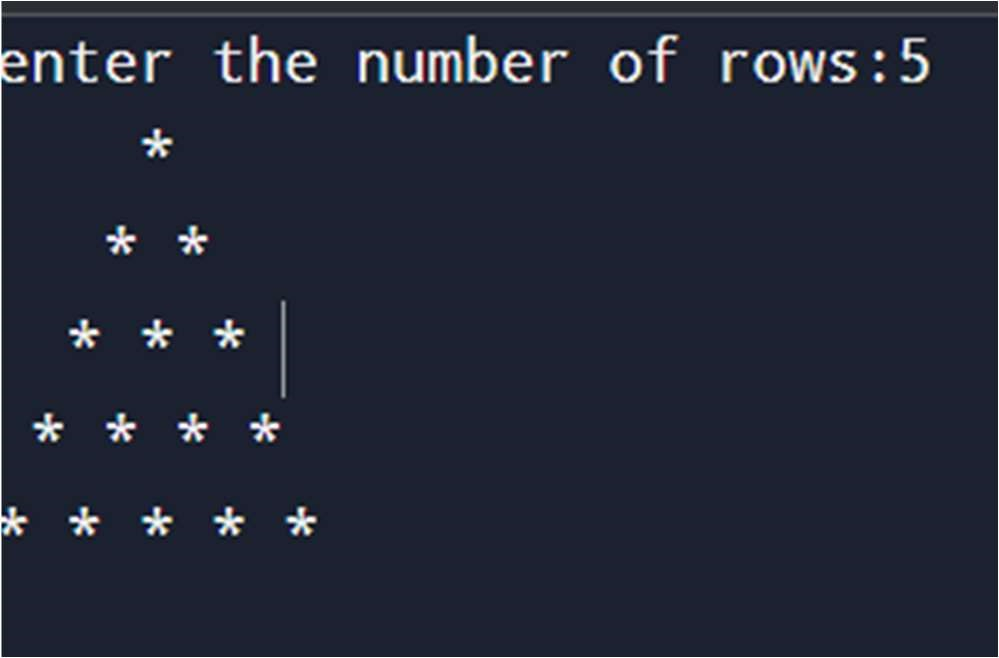 enter the number of rows:5
    *
   * *
  * * *
 * * * *
* * * * *